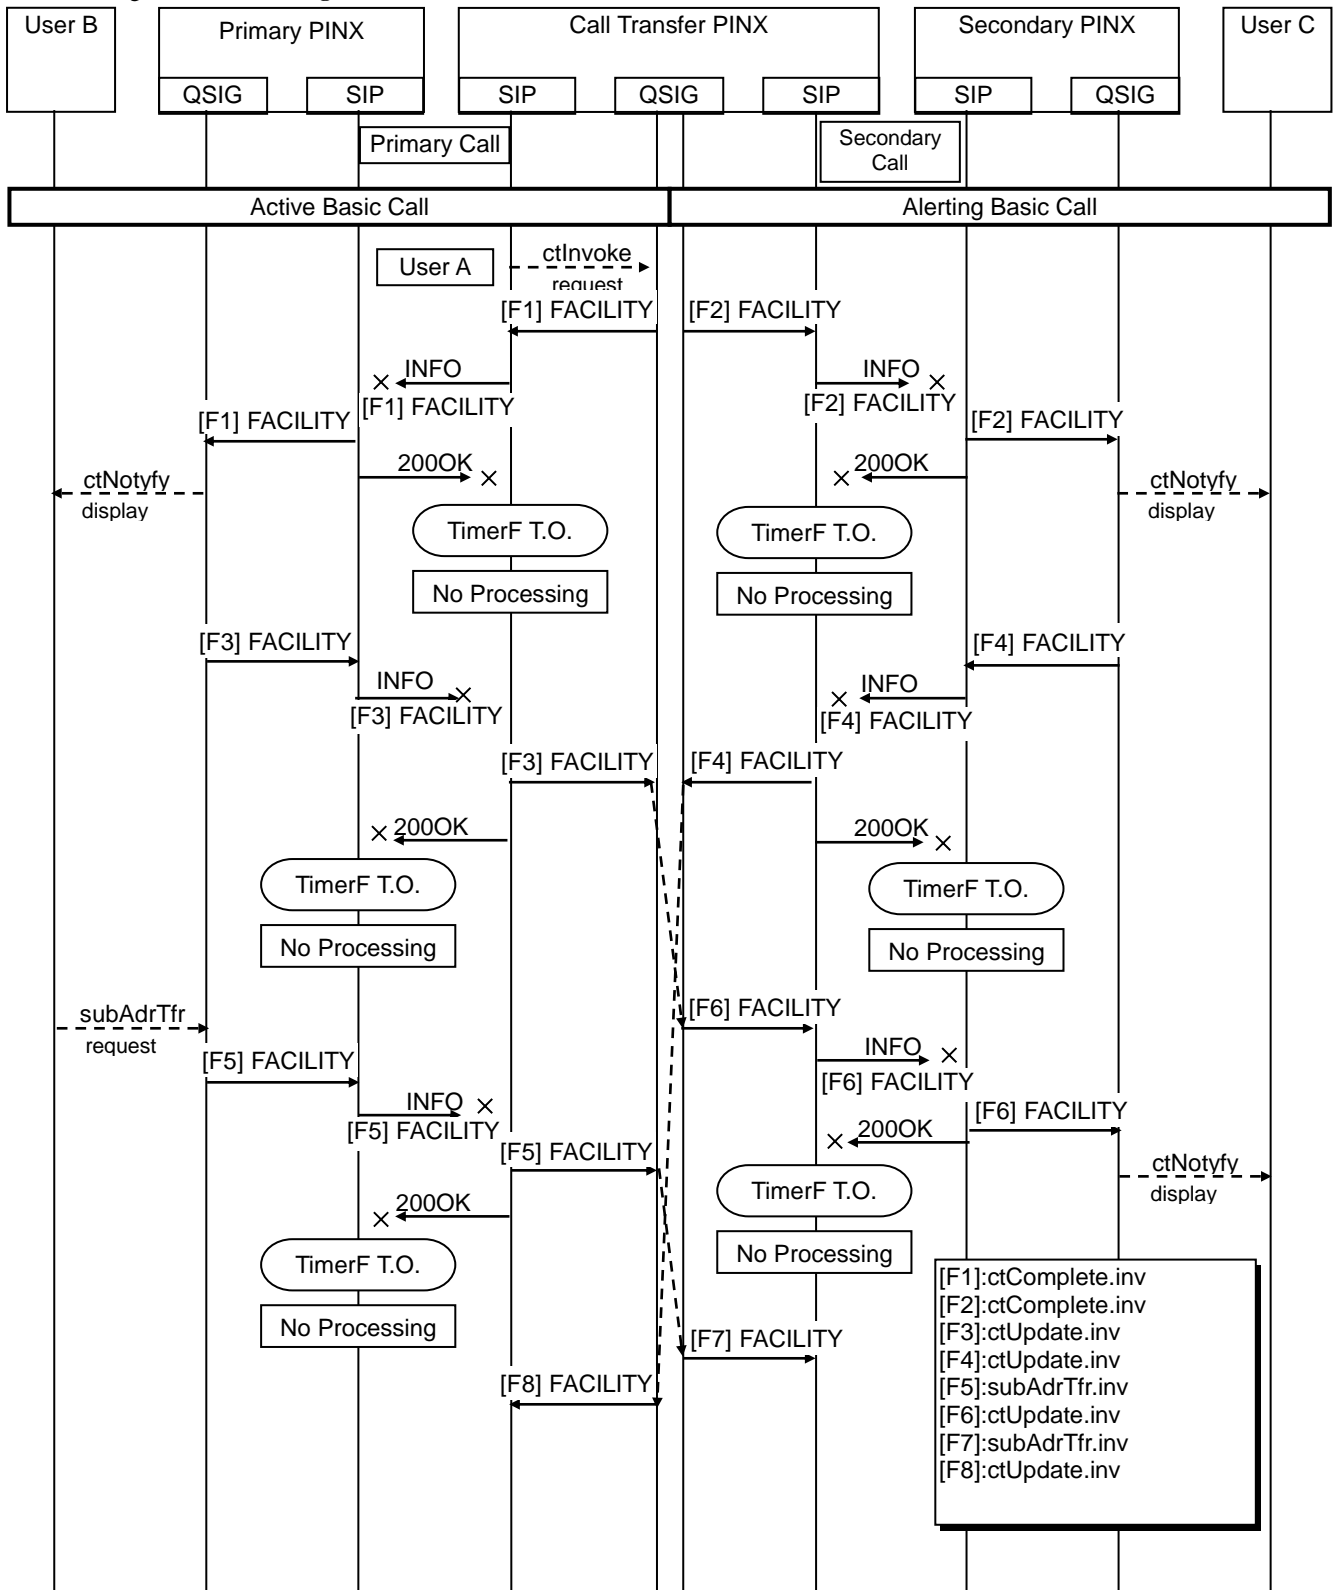 User B
Primary PINX
Call Transfer PINX
Secondary PINX
User C
QSIG
SIP
SIP
QSIG
SIP
SIP
QSIG
Primary Call
Secondary
Call
Active Basic Call
Alerting Basic Call
User A
ctInvoke
request
[F1] FACILITY
[F2] FACILITY
INFO
[F1] FACILITY
INFO
[F2] FACILITY
[F1] FACILITY
[F2] FACILITY
200OK
200OK
ctNotyfy
display
ctNotyfy
display
TimerF T.O.
TimerF T.O.
No Processing
No Processing
[F3] FACILITY
[F4] FACILITY
INFO
[F3] FACILITY
INFO
[F4] FACILITY
[F3] FACILITY
[F4] FACILITY
200OK
200OK
TimerF T.O.
TimerF T.O.
No Processing
No Processing
subAdrTfr
request
[F6] FACILITY
[F5] FACILITY
INFO
[F6] FACILITY
INFO
[F5] FACILITY
[F6] FACILITY
200OK
[F5] FACILITY
ctNotyfy
display
TimerF T.O.
200OK
No Processing
TimerF T.O.
No Processing
[F7] FACILITY
[F8] FACILITY
[F1]:ctComplete.inv
[F2]:ctComplete.inv
[F3]:ctUpdate.inv
[F4]:ctUpdate.inv
[F5]:subAdrTfr.inv
[F6]:ctUpdate.inv
[F7]:subAdrTfr.inv
[F8]:ctUpdate.inv